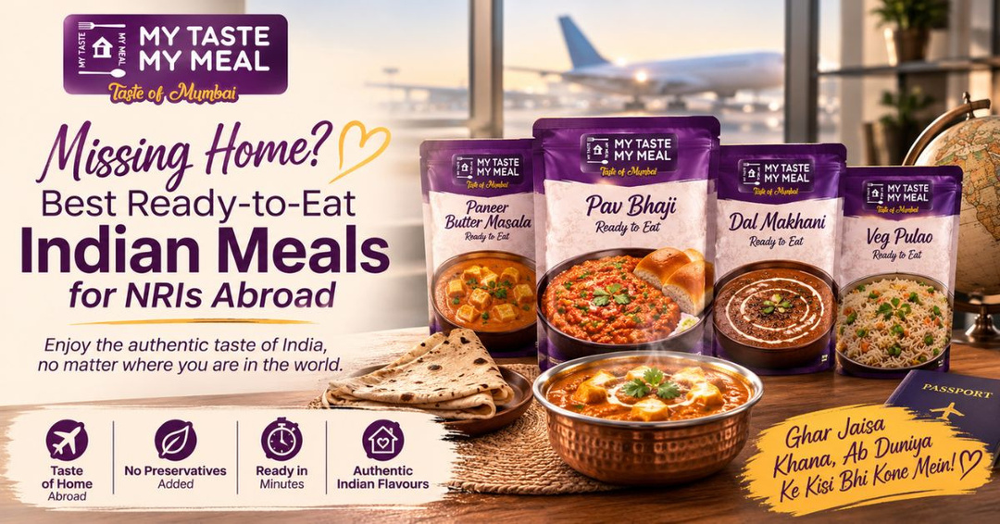 MY TASTE
MY MEAL
MY TASTE
MY MEAL
Taste of Mumbai
Missing Home?
Best Ready-to-Eat
Indian Meals
for NRIs Abroad
Enjoy the authentic taste of India,
no matter where you are in the world.
Taste
of Home
Abroad
No Preservatives
Added
Ready in
Minutes
Authentic
Indian Flavours
MY TASTE
MY MEAL
Taste of Mumbai
Paneer
Butter Masala
Ready to Eat
MY TASTE
MY MEAL
MY TASTE
MY MEAL
Taste of Mumbai
Pav Bhaji
Ready to Eat
MY TASTE
MY MEAL
Taste of Mumbai
Dal Makhani
Ready to Eat
MY TASTE
MY MEAL
Taste of Mumbai
Veg Pulao
Ready to Eat
PASSPORT
Ghar Jaisa
Khana, Ab Duniya
Ke Kisi Bhi Kone Mein!